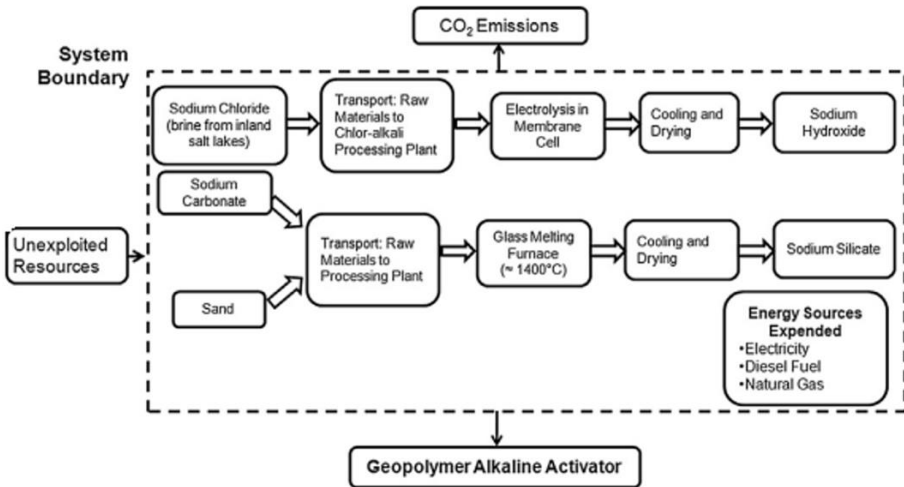 CO₂ Emissions
System
Boundary
Sodium Chloride
(brine from inland
salt lakes)
Transport: Raw
Materials to
Chlor-alkali
Processing Plant
Electrolysis in
Membrane
Cell
Cooling and
Drying
Sodium
Hydroxide
Sodium
Carbonate
Unexploited
Resources
Transport: Raw
Materials to
Processing Plant
Glass Melting
Furnace
(≈ 1400°C)
Cooling and
Drying
Sodium Silicate
Sand
Energy Sources
Expended
•Electricity
•Diesel Fuel
•Natural Gas
Geopolymer Alkaline Activator